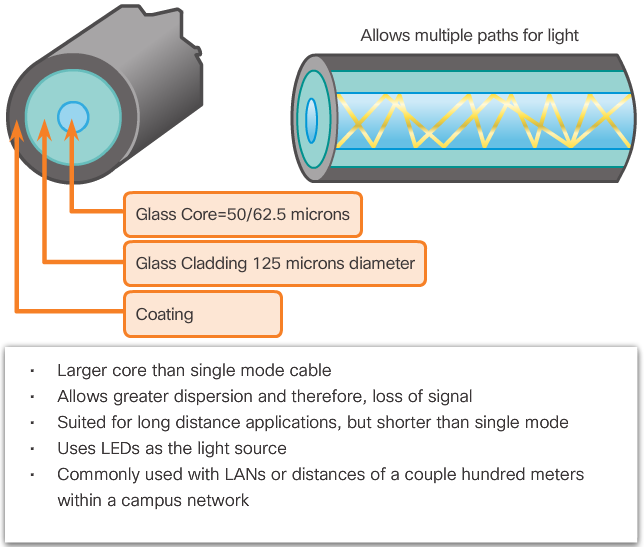 Allows multiple paths for light
Glass Core=50/62.5 microns
Glass Cladding 125 microns diameter
Coating
· Larger core than single mode cable
· Allows greater dispersion and therefore, loss of signal
· Suited for long distance applications, but shorter than single mode
· Uses LEDs as the light source
· Commonly used with LANs or distances of a couple hundred meters
within a campus network